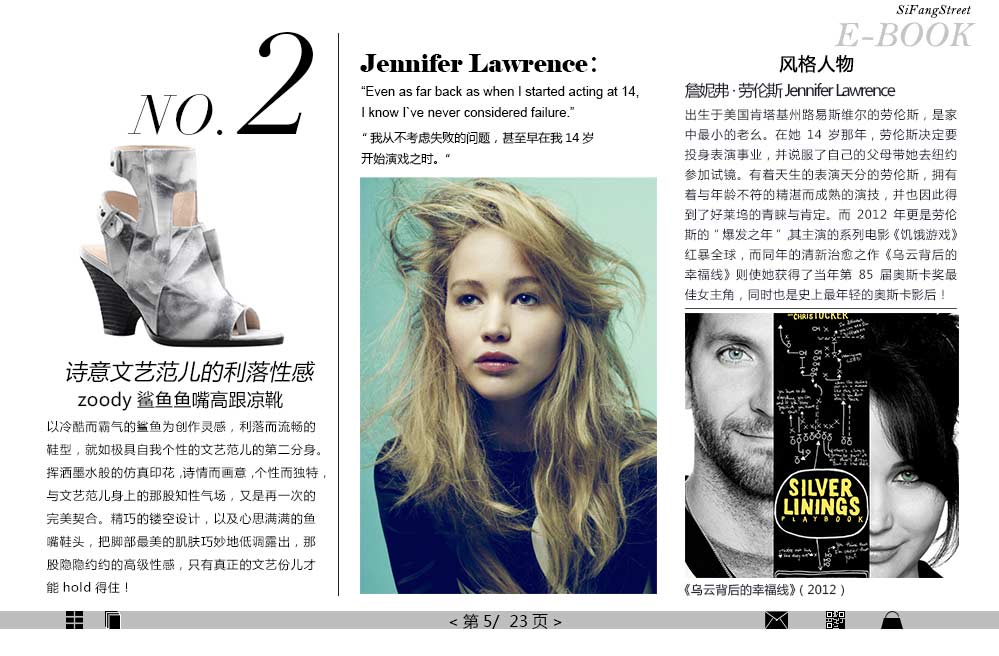 SiFangStreet
E-BOOK
NO.2
诗意文艺范儿的利落性感
zoody 鲨鱼鱼嘴高跟凉靴
以冷酷而霸气的鲨鱼为创作灵感，利落而流畅的
鞋型，就如极具自我个性的文艺范儿的第二分身。
挥洒墨水般的仿真印花，诗情而画意，个性而独特，
与文艺范儿身上的那股知性气场，又是再一次的
完美契合。精巧的镂空设计，以及心思满满的鱼
嘴鞋头，把脚部最美的肌肤巧妙地低调露出，那
股隐隐约约的高级性感，只有真正的文艺份儿才
能 hold 得住！
Jennifer Lawrence：
“Even as far back as when I started acting at 14,
I know I`ve never considered failure.”
“ 我从不考虑失败的问题，甚至早在我 14 岁
开始演戏之时。“
风格人物
詹妮弗 · 劳伦斯 Jennifer Lawrence
出生于美国肯塔基州路易斯维尔的劳伦斯，是家
中最小的老幺。在她 14 岁那年，劳伦斯决定要
投身表演事业，并说服了自己的父母带她去纽约
参加试镜。有着天生的表演天分的劳伦斯，拥有
着与年龄不符的精湛而成熟的演技，并也因此得
到了好莱坞的青睐与肯定。而 2012 年更是劳伦
斯的 “ 爆发之年 ”，其主演的系列电影《饥饿游戏》
红暴全球，而同年的清新治愈之作《乌云背后的
幸福线》则使她获得了当年第 85 届奥斯卡奖最
佳女主角，同时也是史上最年轻的奥斯卡影后！
CHRIS TUCKER
SILVER
LININGS
PLAYBOOK
《乌云背后的幸福线》（ 2012 ）
< 第 5/ 23 页 >